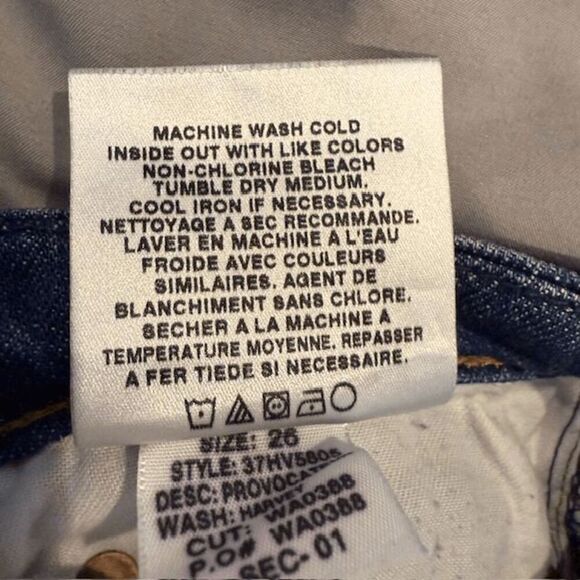 MACHINE WASH COLD
INSIDE OUT WITH LIKE COLORS
NON-CHLORINE BLEACH
TUMBLE DRY MEDIUM.
COOL IRON IF NECESSARY.
NETTOYAGE A SEC RECOMMANDE.
LAVER EN MACHINE A L'EAU
FROIDE AVEC COULEURS
SIMILAIRES. AGENT DE
BLANCHIMENT SANS CHLORE.
SECHER A LA MACHINE A
TEMPERATURE MOYENNE. REPASSER
A FER TIEDE SI NECESSAIRE.
SIZE: 26
STYLE: 37HV5805
DESC: PROVOCATE
WASH: HARVEY
CUT: WA0388
P.O# WA0388
SEC- 01